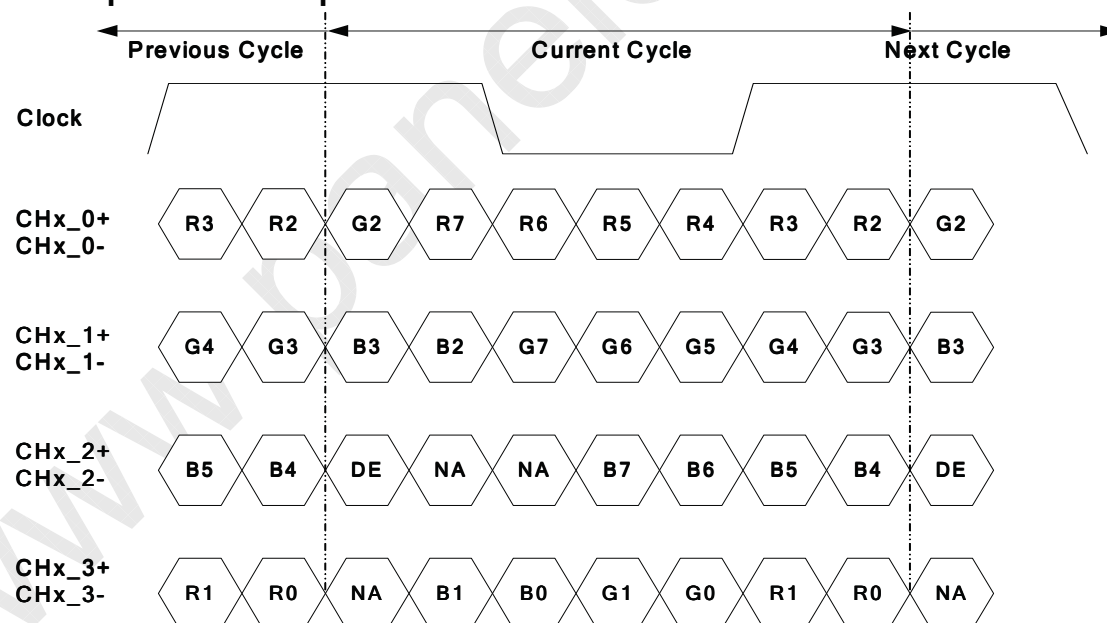 Previous Cycle Current Cycle Next Cycle
Clock
CHx_0+
CHx_0-
R3 R2 G2 R7 R6 R5 R4 R3 R2 G2
CHx_1+
CHx_1-
G4 G3 B3 B2 G7 G6 G5 G4 G3 B3
CHx_2+
CHx_2-
B5 B4 DE NA NA B7 B6 B5 B4 DE
CHx_3+
CHx_3-
R1 R0 NA B1 B0 G1 G0 R1 R0 NA